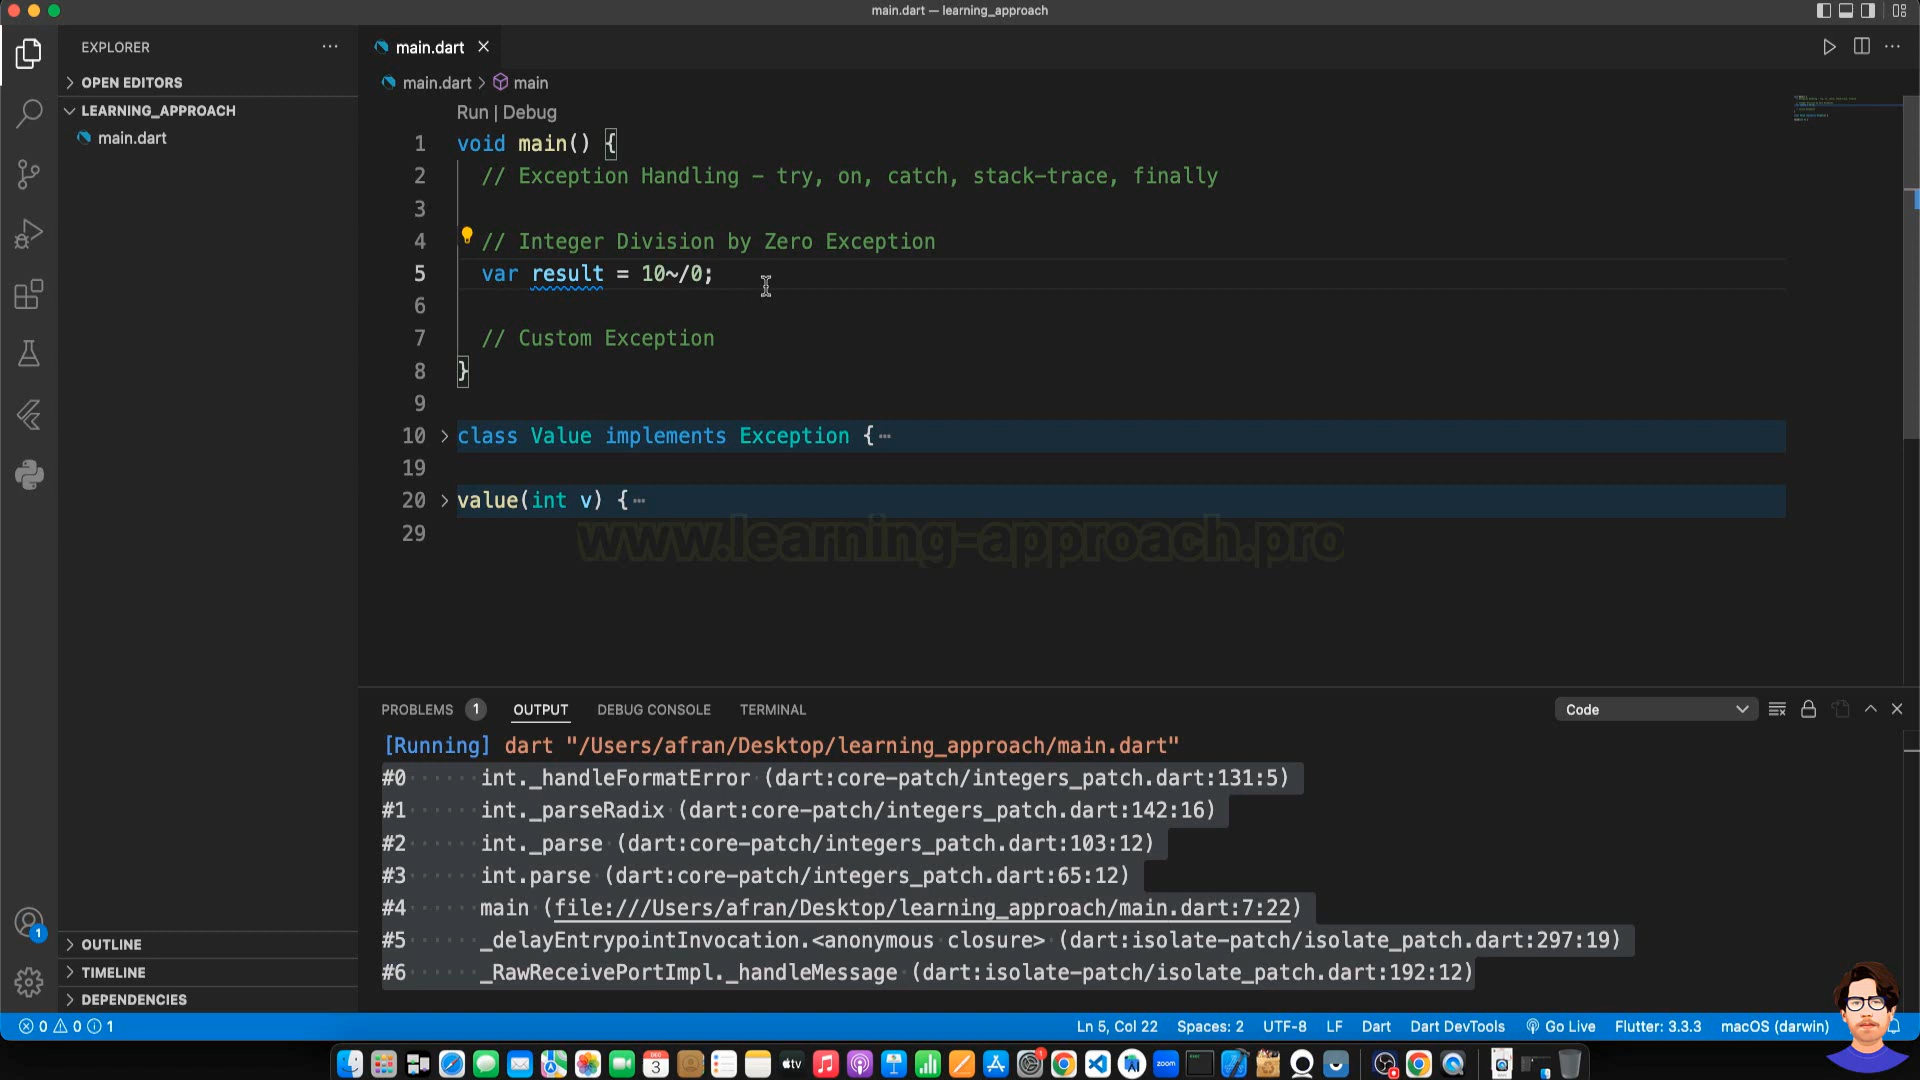 main.dart — learning_approach
EXPLORER
OPEN EDITORS
LEARNING_APPROACH
main.dart
main.dart
main.dart > main
Run | Debug
1 void main() {
2 // Exception Handling - try, on, catch, stack-trace, finally
3
4 // Integer Division by Zero Exception
5 var result = 10~/0;
6
7 // Custom Exception
8 }
9
10 class Value implements Exception {
19
20 value(int v) {
29
www.learning-approach.pro
PROBLEMS 1 OUTPUT DEBUG CONSOLE TERMINAL Code
[Running] dart "/Users/afran/Desktop/learning_approach/main.dart"
#0 int._handleFormatError (dart:core-patch/integers_patch.dart:131:5)
#1 int._parseRadix (dart:core-patch/integers_patch.dart:142:16)
#2 int._parse (dart:core-patch/integers_patch.dart:103:12)
#3 int.parse (dart:core-patch/integers_patch.dart:65:12)
#4 main (file:///Users/afran/Desktop/learning_approach/main.dart:7:22)
#5 _delayEntrypointInvocation.<anonymous closure> (dart:isolate-patch/isolate_patch.dart:297:19)
#6 _RawReceivePortImpl._handleMessage (dart:isolate-patch/isolate_patch.dart:192:12)
1
OUTLINE
TIMELINE
DEPENDENCIES
0 0 1 Ln 5, Col 22 Spaces: 2 UTF-8 LF Dart Dart DevTools Go Live Flutter: 3.3.3 macOS (darwin)
3 tv zoom 1